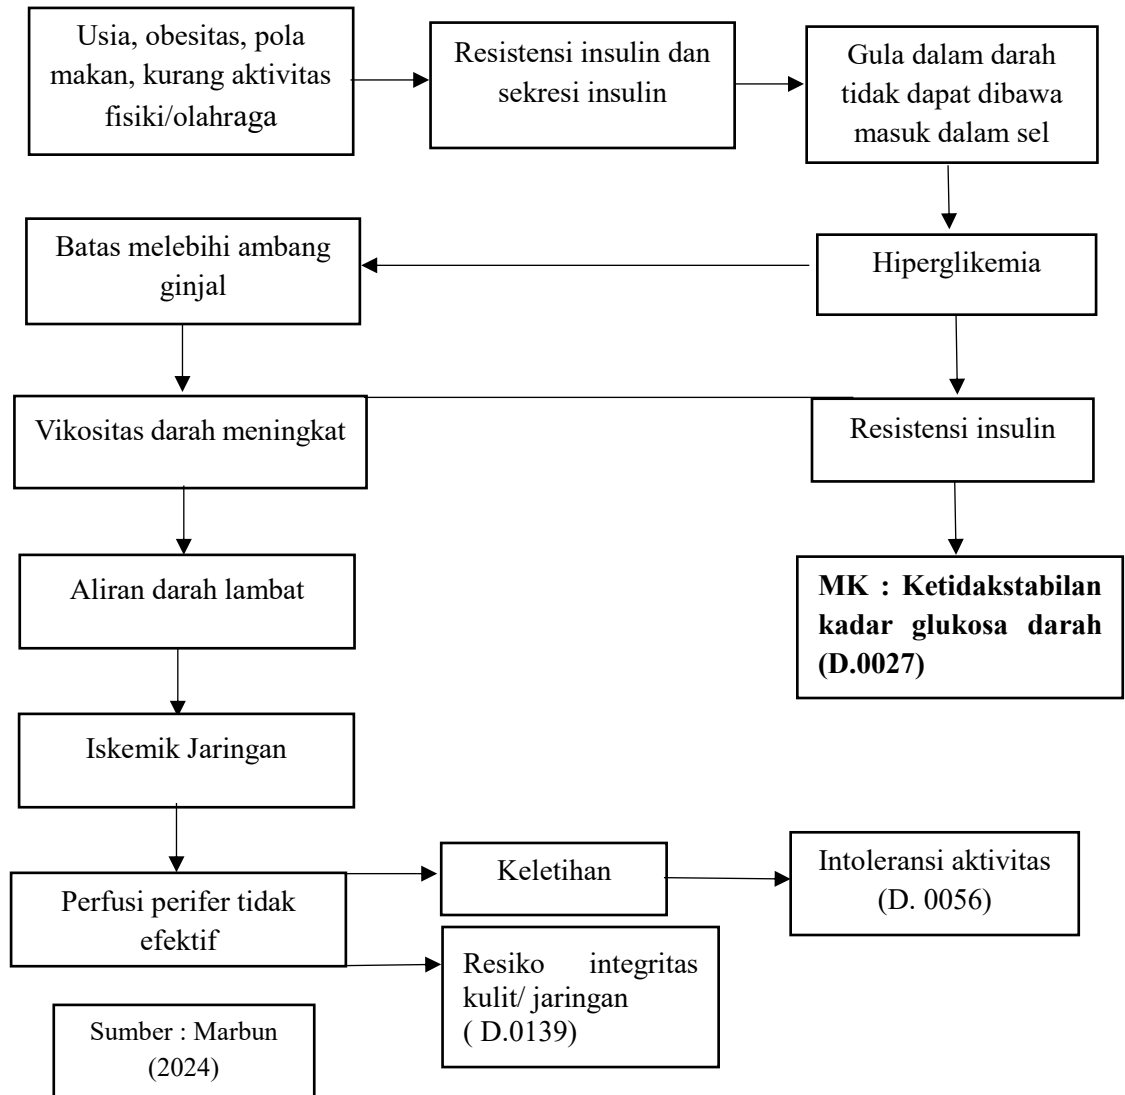 Usia, obesitas, pola
makan, kurang aktivitas
fisiki/olahraga
Resistensi insulin dan
sekresi insulin
Gula dalam darah
tidak dapat dibawa
masuk dalam sel
Batas melebihi ambang
ginjal
Hiperglikemia
Vikositas darah meningkat
Resistensi insulin
Aliran darah lambat
MK : Ketidakstabilan
kadar glukosa darah
(D.0027)
Iskemik Jaringan
Perfusi perifer tidak
efektif
Keletihan
Intoleransi aktivitas
(D. 0056)
Resiko integritas
kulit/ jaringan
( D.0139)
Sumber : Marbun
(2024)